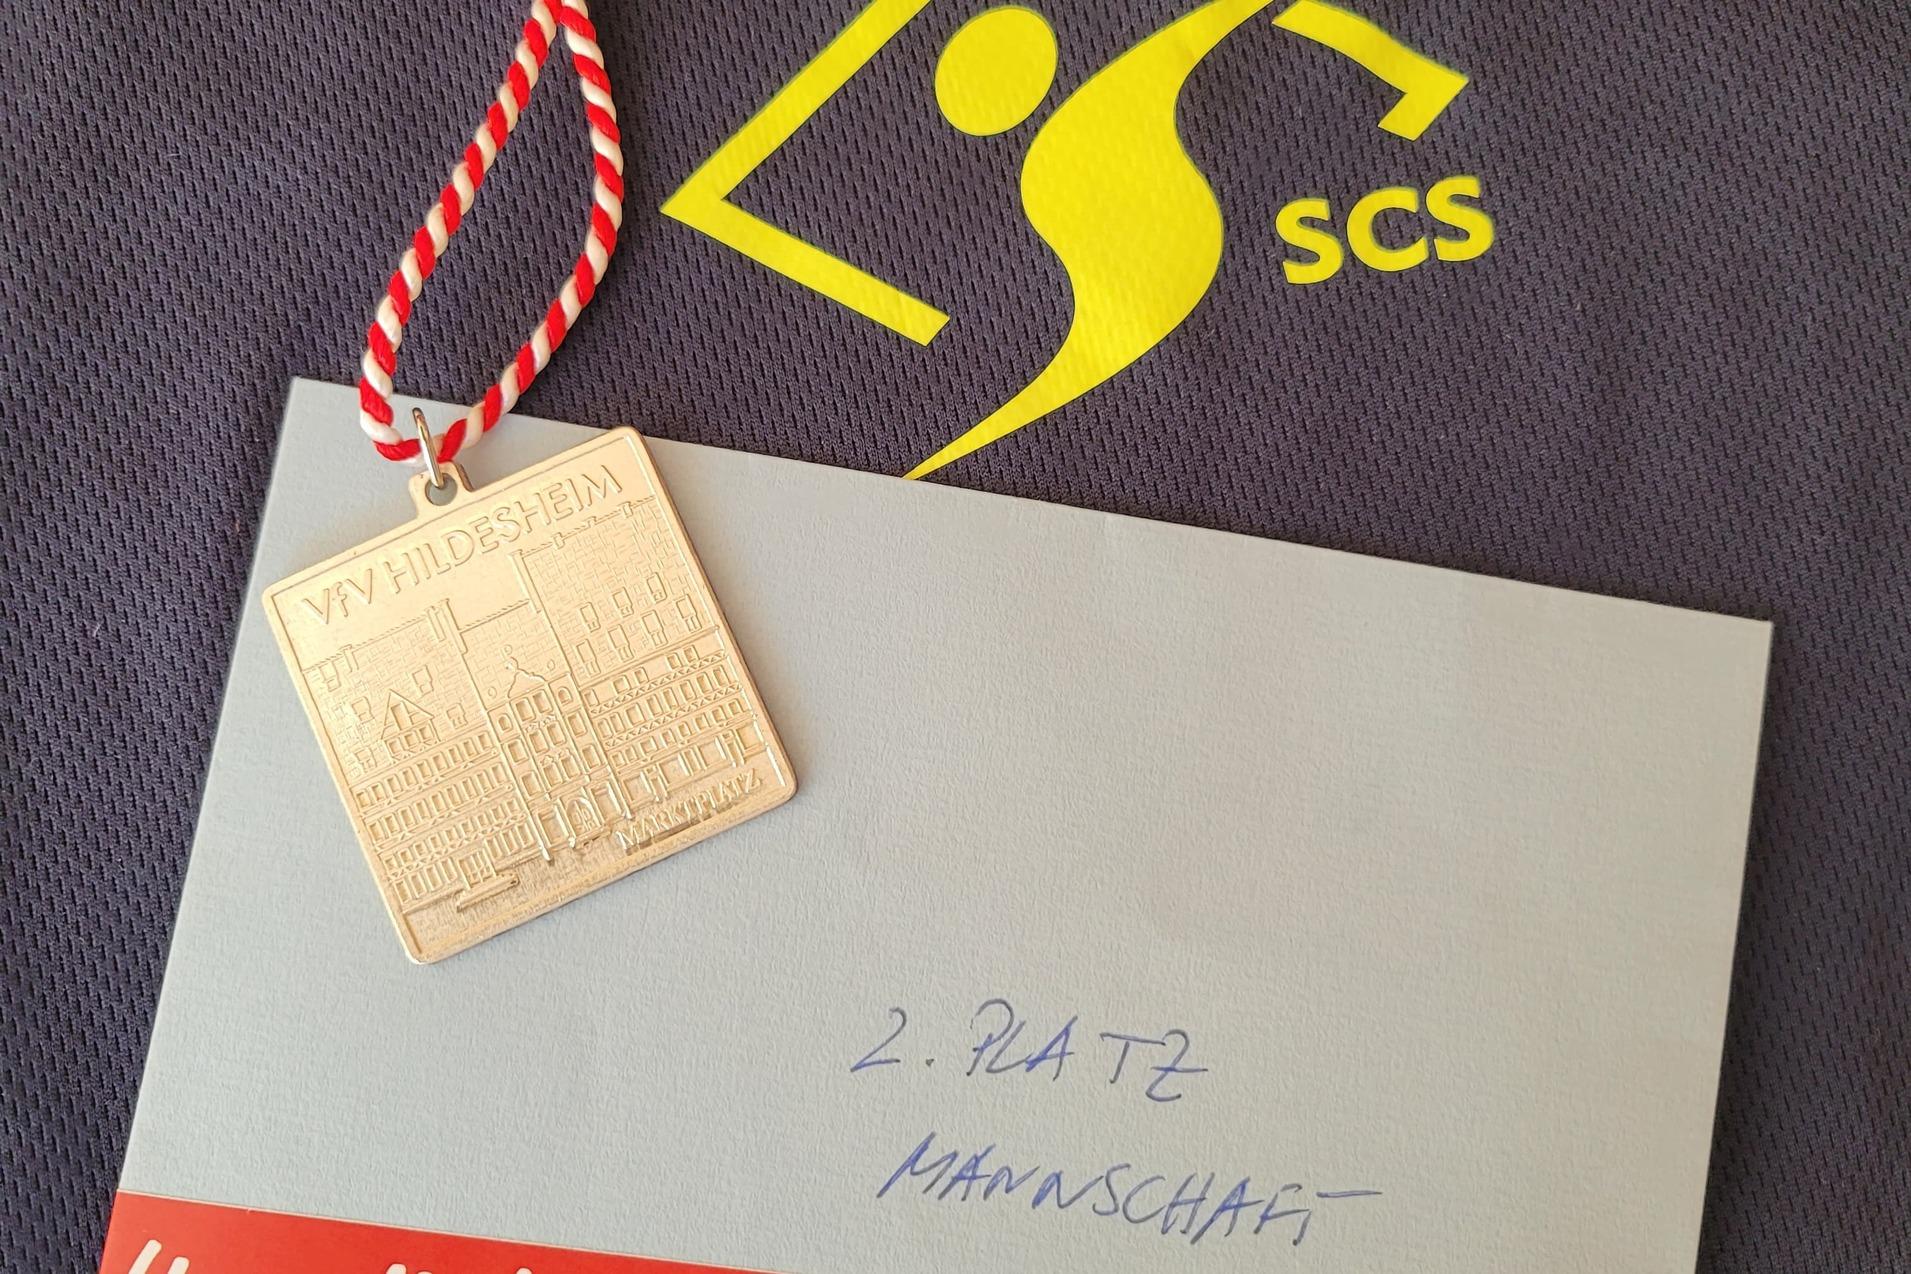 SCS
VfV HILDESHEIM
MARKTPLATZ
2. PLATZ
MANNSCHAFT